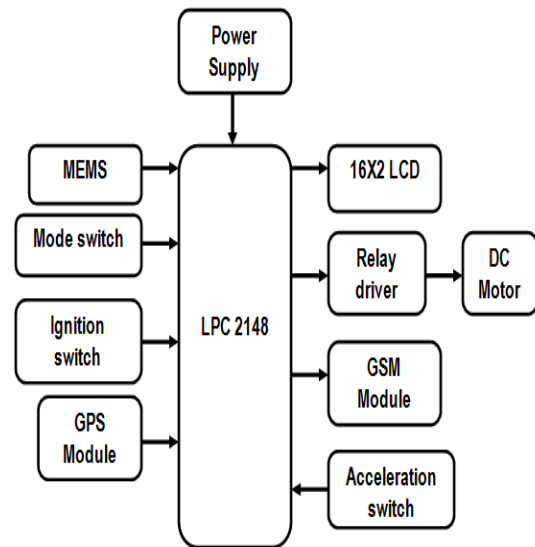 Power
Supply
MEMS
Mode switch
Ignition
switch
GPS
Module
LPC 2148
16X2 LCD
Relay
driver
DC
Motor
GSM
Module
Acceleration
switch